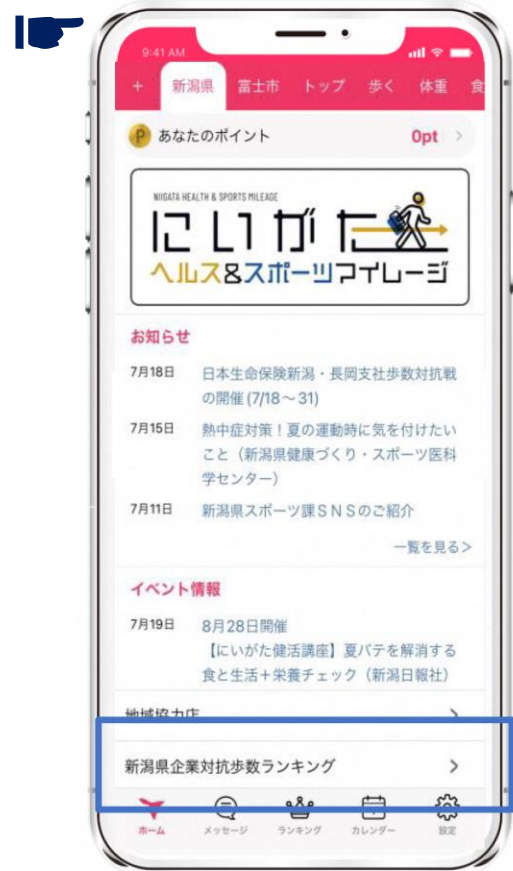 9:41 AM
+ 新潟県 富士市 トップ 歩く 体重 食
P あなたのポイント 0pt >
NIIGATA HEALTH & SPORTS MILEAGE
にいがた
ヘルス&スポーツマイレージ
お知らせ
7月18日 日本生命保険新潟・長岡支社歩数対抗戦
の開催(7/18~31)
7月15日 熱中症対策!夏の運動時に気を付けたい
こと(新潟県健康づくり・スポーツ医科
学センター)
7月11日 新潟県スポーツ課SNSのご紹介
一覧を見る>
イベント情報
7月19日 8月28日開催
【にいがた健活講座】夏バテを解消する
食と生活+栄養チェック(新潟日報社)
地域協力店 >
新潟県企業対抗歩数ランキング >
ホーム メッセージ ランキング カレンダー 設定